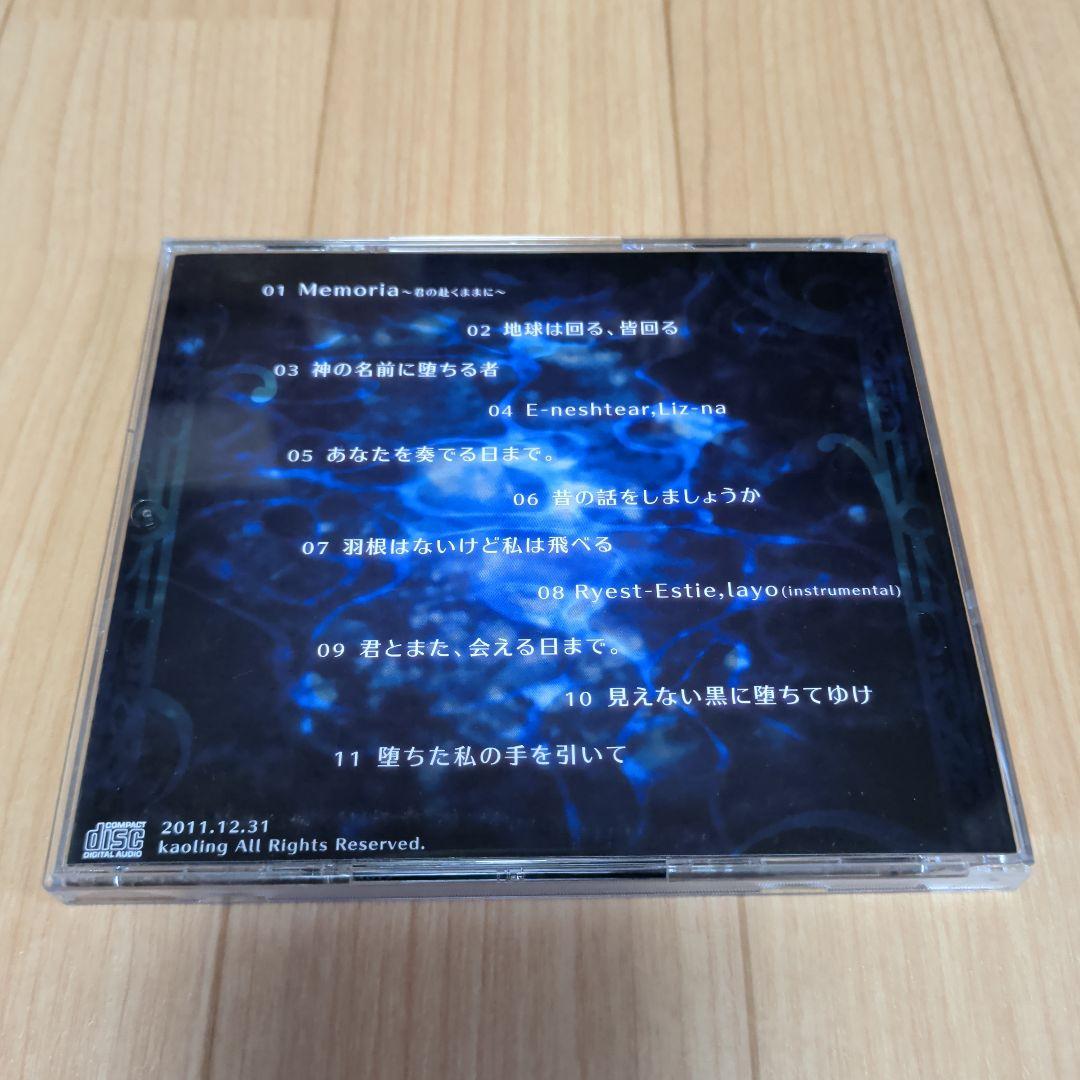 01 Memoria～君の赴くままに～
02 地球は回る、皆回る
03 神の名前に堕ちる者
04 E-neshtear,Liz-na
05 あなたを奏でる日まで。
06 昔の話をしましょうか
07 羽根はないけど私は飛べる
08 Ryest-Estie,layo(instrumental)
09 君とまた、会える日まで。
10 見えない黒に堕ちてゆけ
11 堕ちた私の手を引いて
COMPACT
disc
DIGITAL AUDIO
2011.12.31
kaoling All Rights Reserved.